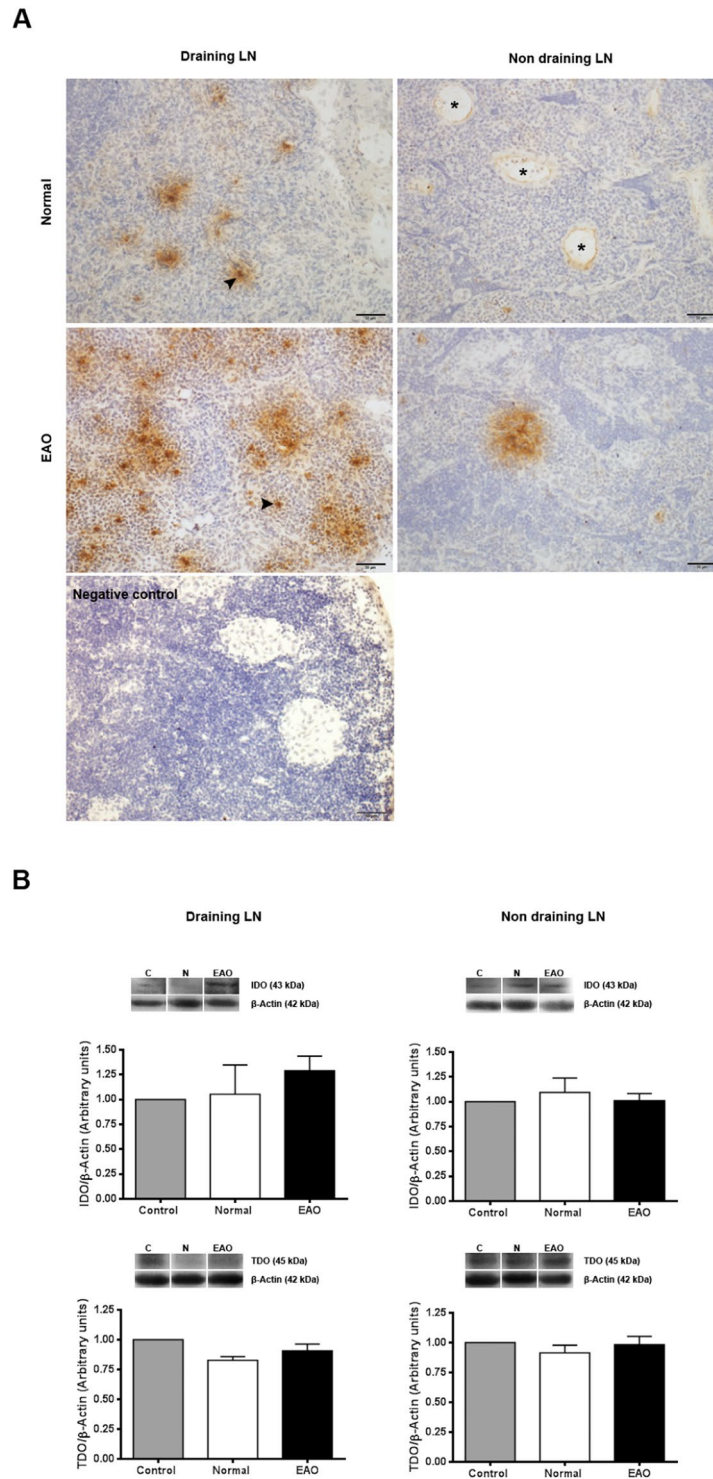 A
Draining LN
Non draining LN
Normal
*
*
*
EAO
Negative control
B
Draining LN
Non draining LN
C N EAO
IDO (43 kDa)
β-Actin (42 kDa)
IDO/β-Actin (Arbitrary units)
1.50
1.25
1.00
0.75
0.50
0.25
0.00
Control Normal EAO
C N EAO
IDO (43 kDa)
β-Actin (42 kDa)
IDO/β-Actin (Arbitrary units)
1.50
1.25
1.00
0.75
0.50
0.25
0.00
Control Normal EAO
C N EAO
TDO (45 kDa)
β-Actin (42 kDa)
TDO/β-Actin (Arbitrary units)
1.25
1.00
0.75
0.50
0.25
0.00
Control Normal EAO
C N EAO
TDO (45 kDa)
β-Actin (42 kDa)
TDO/β-Actin (Arbitrary units)
1.25
1.00
0.75
0.50
0.25
0.00
Control Normal EAO